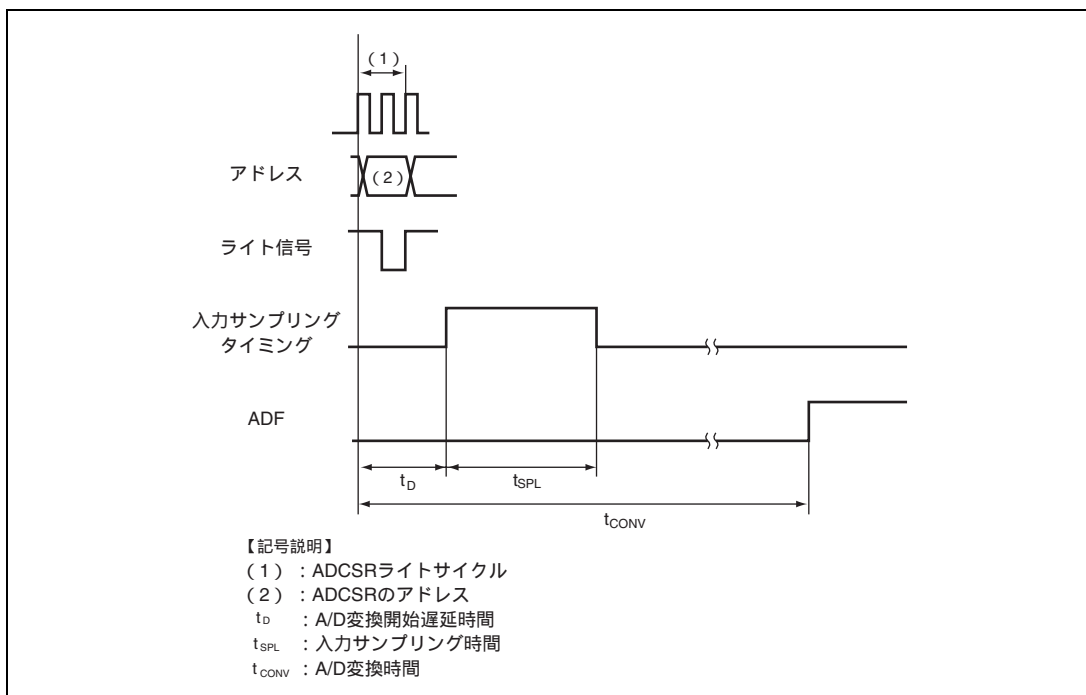 (1)
アドレス
(2)
ライト信号
入力サンプリング
タイミング
ADF
tD
tSPL
tCONV
【記号説明】
(1) : ADCSRライトサイクル
(2) : ADCSRのアドレス
tD : A/D変換開始遅延時間
tSPL : 入力サンプリング時間
tCONV : A/D変換時間